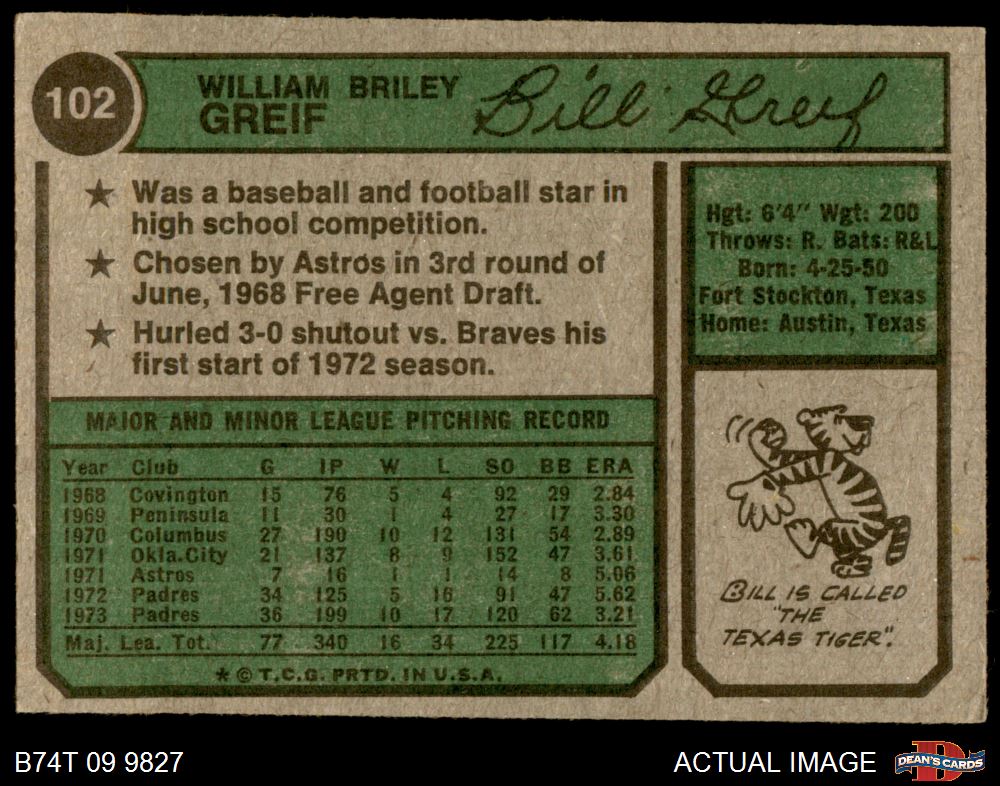 102
WILLIAM BRILEY
GREIF
Bill Greif
★ Was a baseball and football star in
high school competition.
★ Chosen by Astros in 3rd round of
June, 1968 Free Agent Draft.
★ Hurled 3-0 shutout vs. Braves his
first start of 1972 season.
Hgt: 6'4" Wgt: 200
Throws: R. Bats: R&L
Born: 4-25-50
Fort Stockton, Texas
Home: Austin, Texas
MAJOR AND MINOR LEAGUE PITCHING RECORD
Year Club G IP W L SO BB ERA
1968 Covington 15 76 5 4 92 29 2.84
1969 Peninsula 11 30 1 4 27 17 3.30
1970 Columbus 27 190 10 12 131 54 2.89
1971 Okla.City 21 137 8 9 152 47 3.61
1971 Astros 7 16 1 1 14 8 5.06
1972 Padres 34 125 5 16 91 47 5.62
1973 Padres 36 199 10 17 120 62 3.21
Maj. Lea. Tot. 77 340 16 34 225 117 4.18
* © T.C.G. PRTD. IN U.S.A.
BILL IS CALLED
"THE
TEXAS TIGER".
B74T 09 9827
ACTUAL IMAGE
D
DEAN'S CARDS